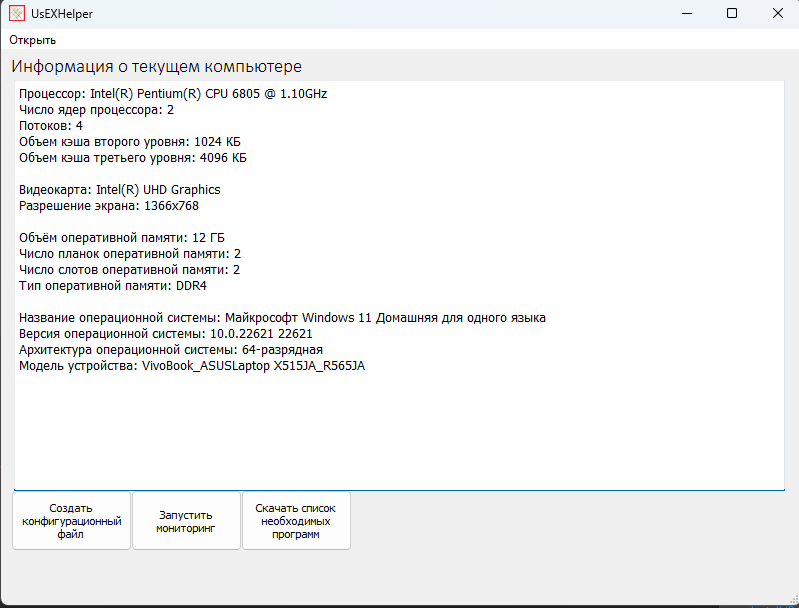 UsEXHelper
Открыть
Информация о текущем компьютере
Процессор: Intel(R) Pentium(R) CPU 6805 @ 1.10GHz
Число ядер процессора: 2
Потоков: 4
Объем кэша второго уровня: 1024 КБ
Объем кэша третьего уровня: 4096 КБ
Видеокарта: Intel(R) UHD Graphics
Разрешение экрана: 1366x768
Объём оперативной памяти: 12 ГБ
Число планок оперативной памяти: 2
Число слотов оперативной памяти: 2
Тип оперативной памяти: DDR4
Название операционной системы: Майкрософт Windows 11 Домашняя для одного языка
Версия операционной системы: 10.0.22621 22621
Архитектура операционной системы: 64-разрядная
Модель устройства: VivoBook_ASUSLaptop X515JA_R565JA
Создать
конфигурационный
файл
Запустить
мониторинг
Скачать список
необходимых
программ